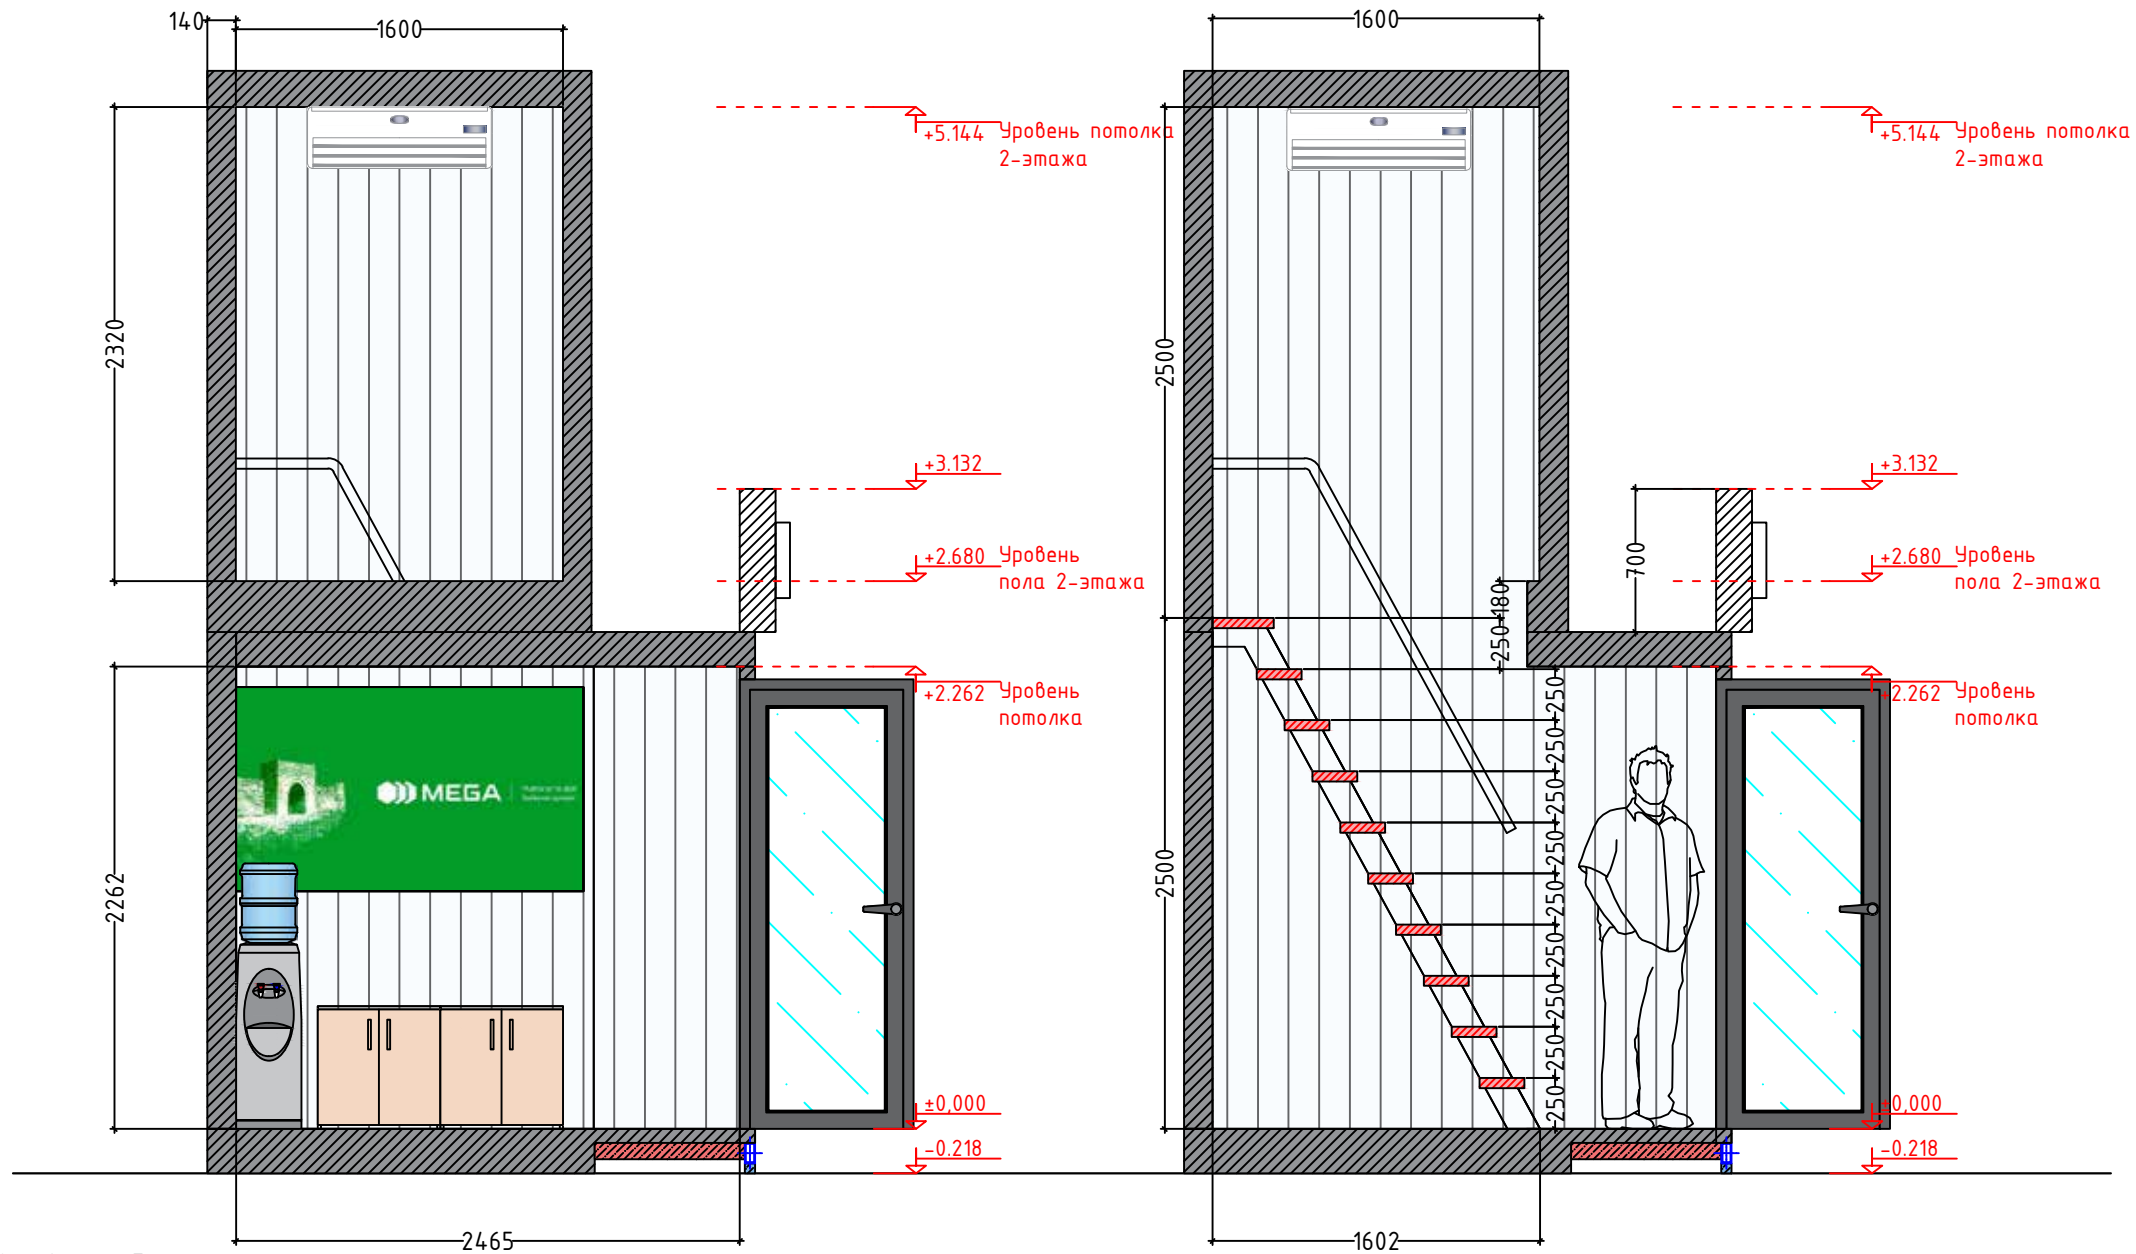 140
1600
1600
+5.144 Уровень потолка
2-этажа
+5.144 Уровень потолка
2-этажа
2320
2500
+3.132
+3.132
+2.680 Уровень
пола 2-этажа
700
+2.680 Уровень
пола 2-этажа
180
250
+2.262 Уровень
потолка
250
+2.262 Уровень
потолка
250
250
MEGA
250
2262
2500
250
250
250
250
±0,000
250
±0,000
-0.218
-0.218
2465
1602